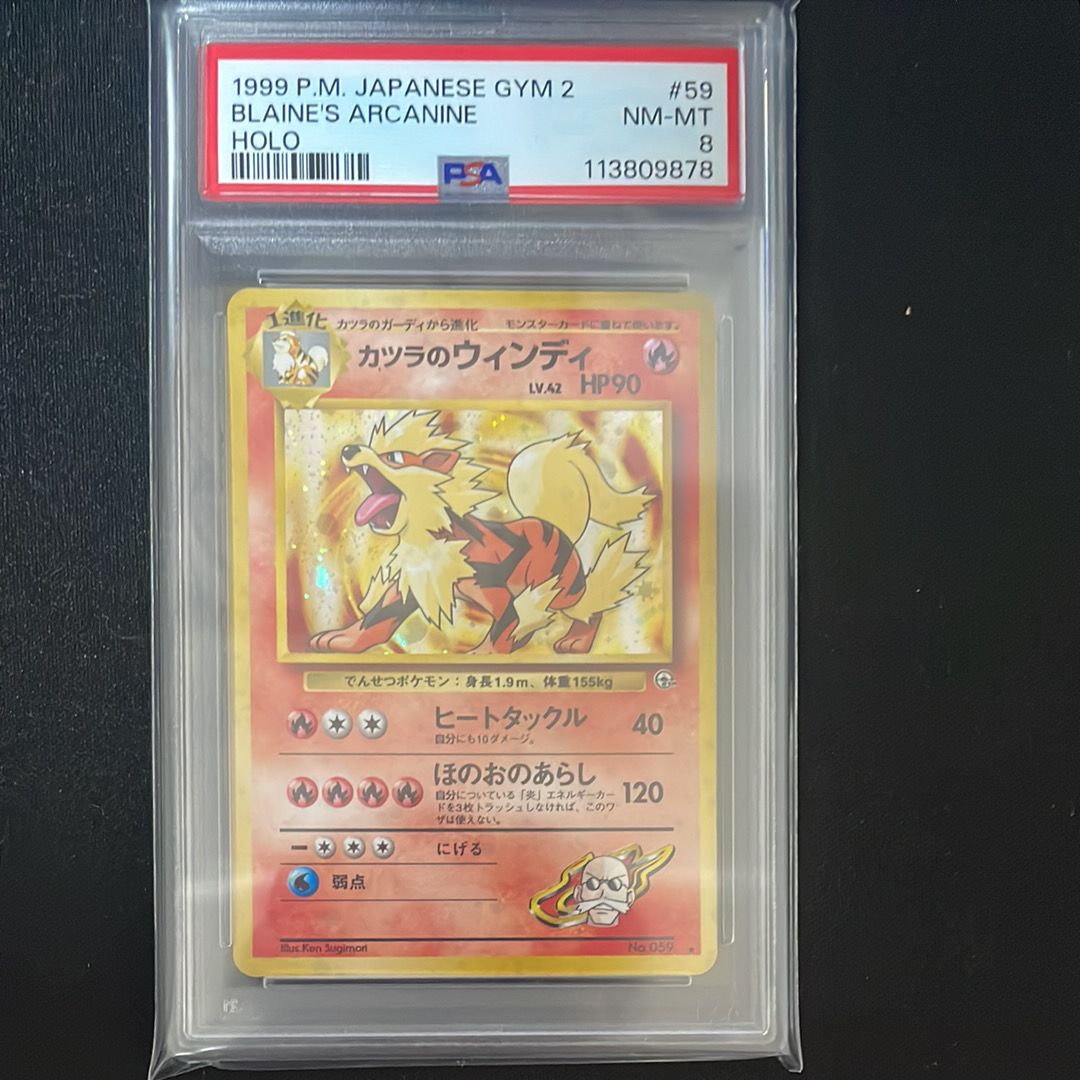 1999 P.M. JAPANESE GYM 2 #59
BLAINE'S ARCANINE NM-MT
HOLO 8
PSA 113809878
1進化 カツラのガーディから進化 モンスターカードに重ねて使います。
カツラのウィンディ
LV.42 HP90
でんせつポケモン：身長1.9m、体重155kg
ヒートタックル 40
自分にも10ダメージ。
ほのおのあらし 120
自分についている「炎」エネルギーカー
ドを3枚トラッシュしなければ、このワ
ザは使えない。
にげる
弱点
Illus.Ken Sugimori No.059 ★